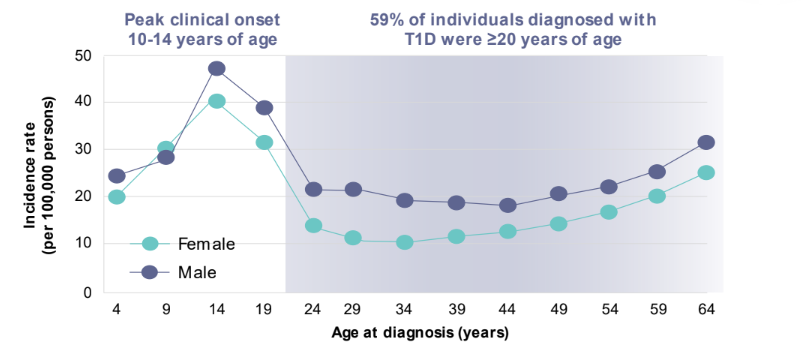 Peak clinical onset
10-14 years of age
59% of individuals diagnosed with
T1D were ≥20 years of age
Incidence rate
(per 100,000 persons)
50
40
30
20
10
0
Female
Male
4 9 14 19 24 29 34 39 44 49 54 59 64
Age at diagnosis (years)